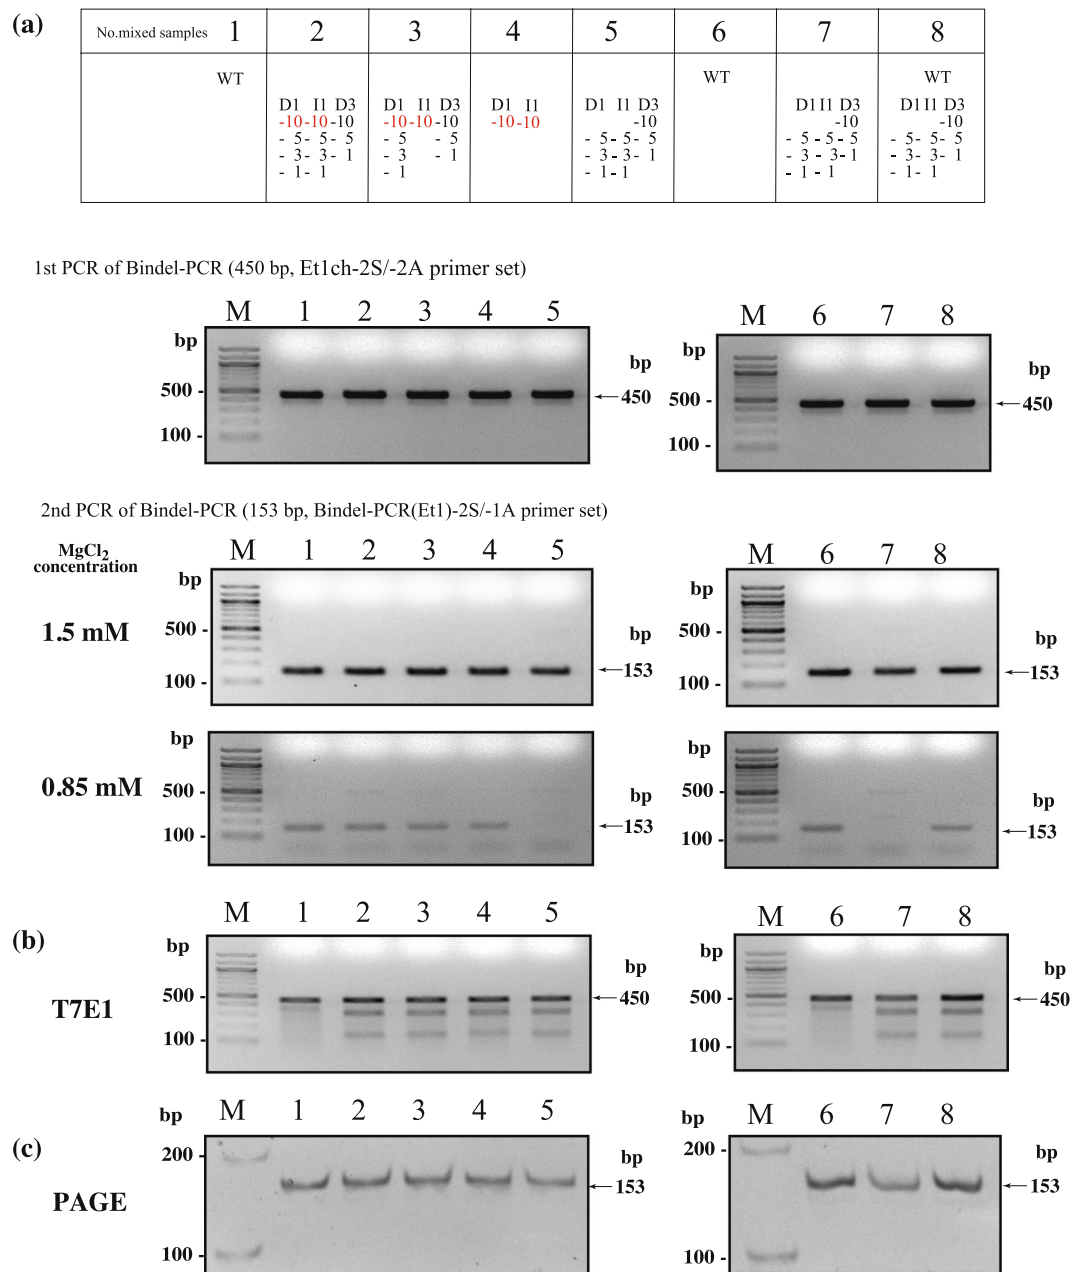 (a)
No.mixed samples 1 2 3 4 5 6 7 8
WT WT WT
D1 I1 D3 D1 I1 D3 D1 I1 D1 I1 D3 D1 I1 D3 D1 I1 D3
-10 -10 -10 -10 -10 -10 -10 -10 -10 -10 -10
- 5 - 5 - 5 - 5 - 5 - 5 - 5 - 5 - 5 - 5 - 5 - 5 - 5 - 5
- 3 - 3 - 1 - 3 - 1 - 3 - 3 - 1 - 3 - 3 - 1 - 3 - 3 - 1
- 1 - 1 - 1 - 1 - 1 - 1 - 1 - 1 - 1
1st PCR of Bindel-PCR (450 bp, Et1ch-2S/-2A primer set)
M 1 2 3 4 5 M 6 7 8
bp bp
bp bp
500 - 450 500 - 450
100 - 100 -
2nd PCR of Bindel-PCR (153 bp, Bindel-PCR(Et1)-2S/-1A primer set)
MgCl2
concentration
M 1 2 3 4 5 M 6 7 8
bp bp
1.5 mM 500 - bp 500 - bp
100 - 153 100 - 153
bp bp
0.85 mM 500 - bp 500 - bp
100 - 153 100 - 153
M 1 2 3 4 5 M 6 7 8
(b)
bp bp
bp bp
T7E1 500 - 450 500 - 450
100 - 100 -
M 1 2 3 4 5 M 6 7 8
bp bp
(c)
200 - bp 200 - bp
PAGE 153 153
100 - 100 -